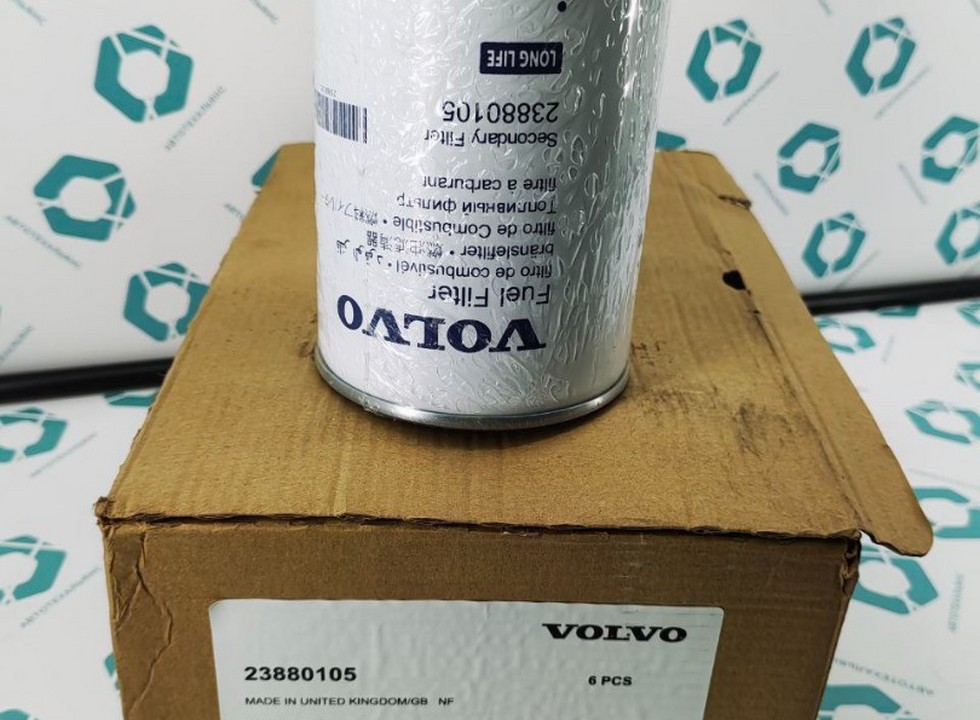 VOLVO
Fuel Filter
filtro de combustível •
bränslefilter •
filtro de Combustible •
Топливный фильтр
filtre a carburant
Secondary Filter
23880105
LONG LIFE
VOLVO
23880105
6 PCS
MADE IN UNITED KINGDOM/GB NF